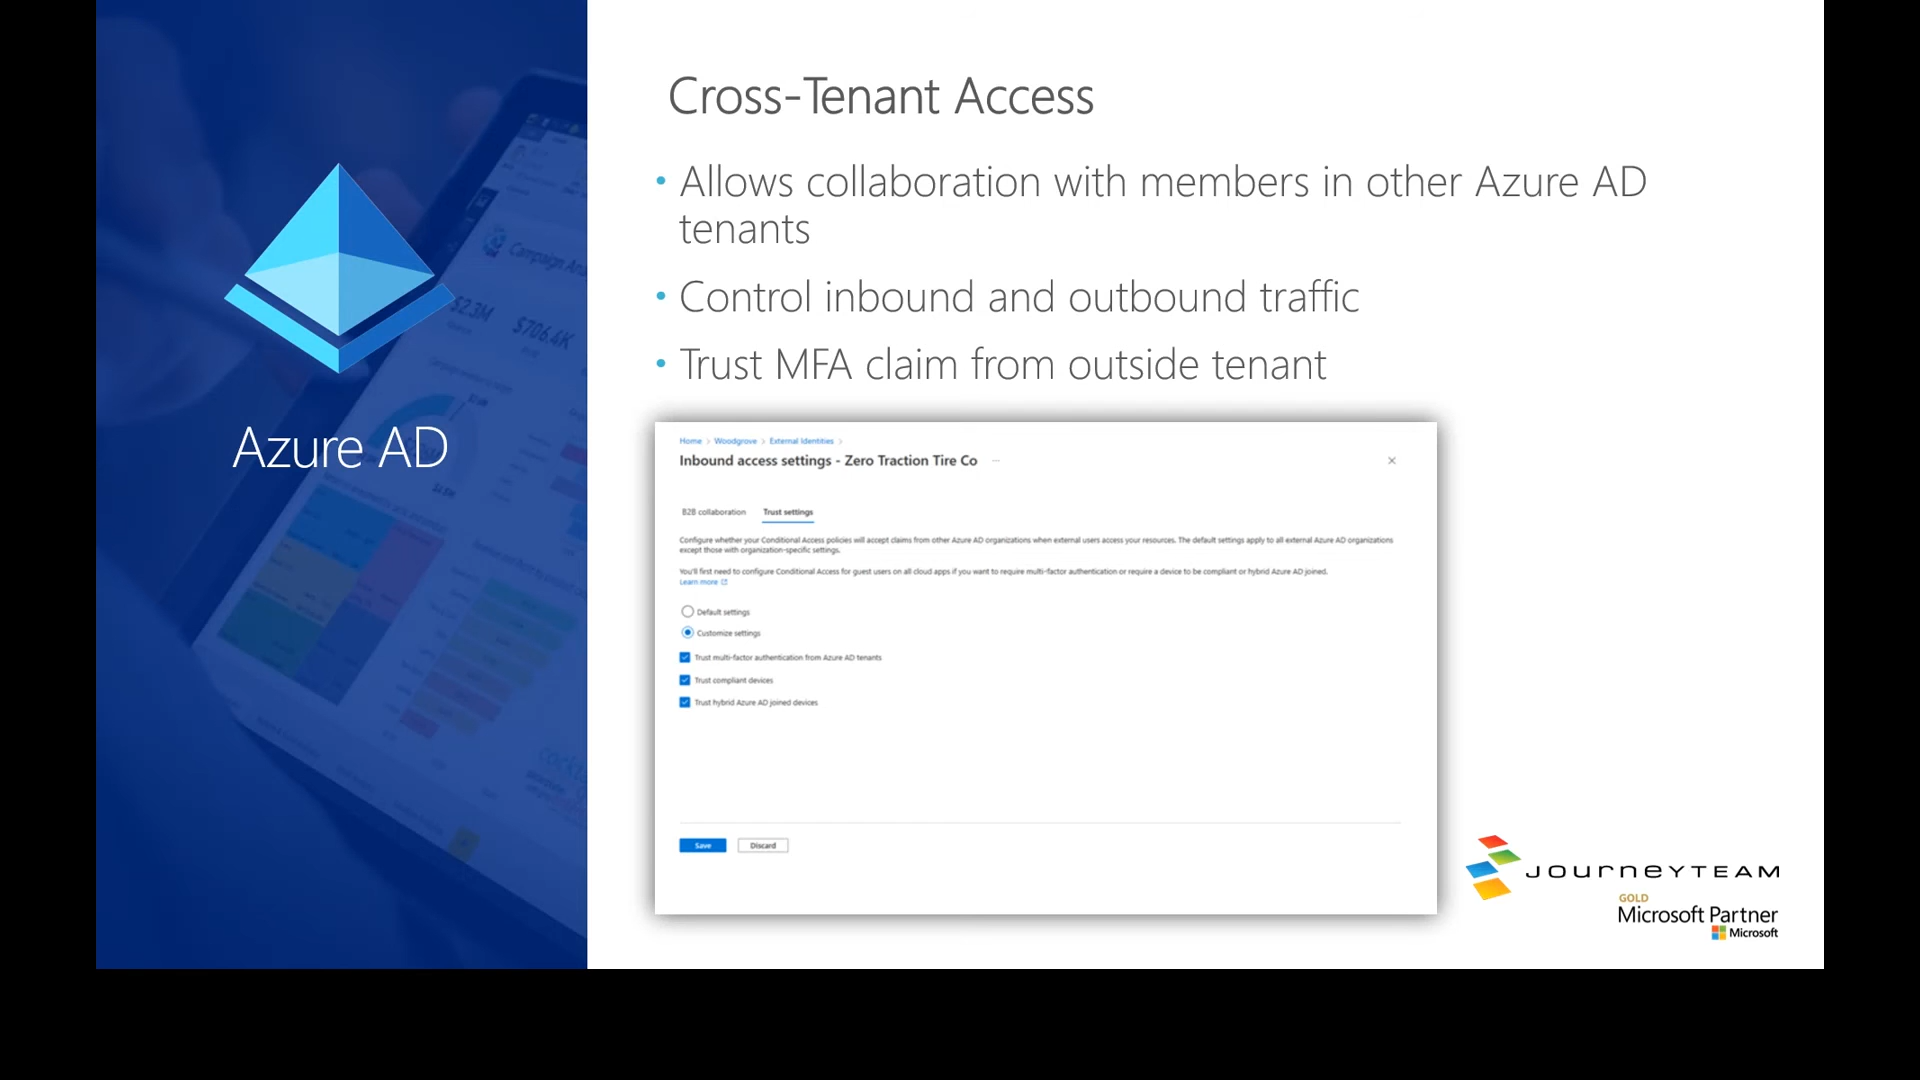 Azure AD
Cross-Tenant Access
• Allows collaboration with members in other Azure AD
tenants
• Control inbound and outbound traffic
• Trust MFA claim from outside tenant
Home > Woodgrove > External Identities >
Inbound access settings - Zero Traction Tire Co ...
B2B collaboration Trust settings
Configure whether your Conditional Access policies will accept claims from other Azure AD organizations when external users access your resources. The default settings apply to all external Azure AD organizations
except those with organization-specific settings.
You'll first need to configure Conditional Access for guest users on all cloud apps if you want to require multi-factor authentication or require a device to be compliant or hybrid Azure AD joined.
Learn more
Default settings
Customize settings
Trust multi-factor authentication from Azure AD tenants
Trust compliant devices
Trust hybrid Azure AD joined devices
Save Discard
JOURNEYTEAM
GOLD
Microsoft Partner
Microsoft
Campaign
$2.3M $706.4K